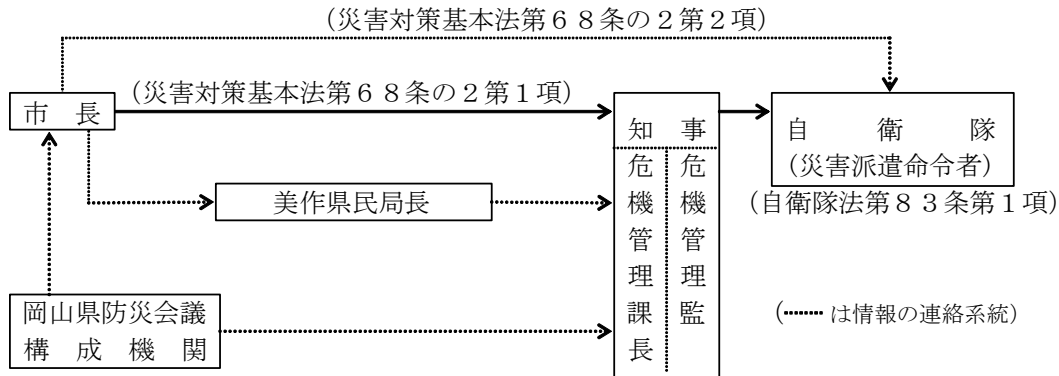 （災害対策基本法第６８条の２第２項）
（災害対策基本法第６８条の２第１項）
市　長
知　事
自　衛　隊
（災害派遣命令者）
（自衛隊法第８３条第１項）
危機管理課長
危機管理監
美作県民局長
岡山県防災会議
構　成　機　関
（┅┅ は情報の連絡系統）